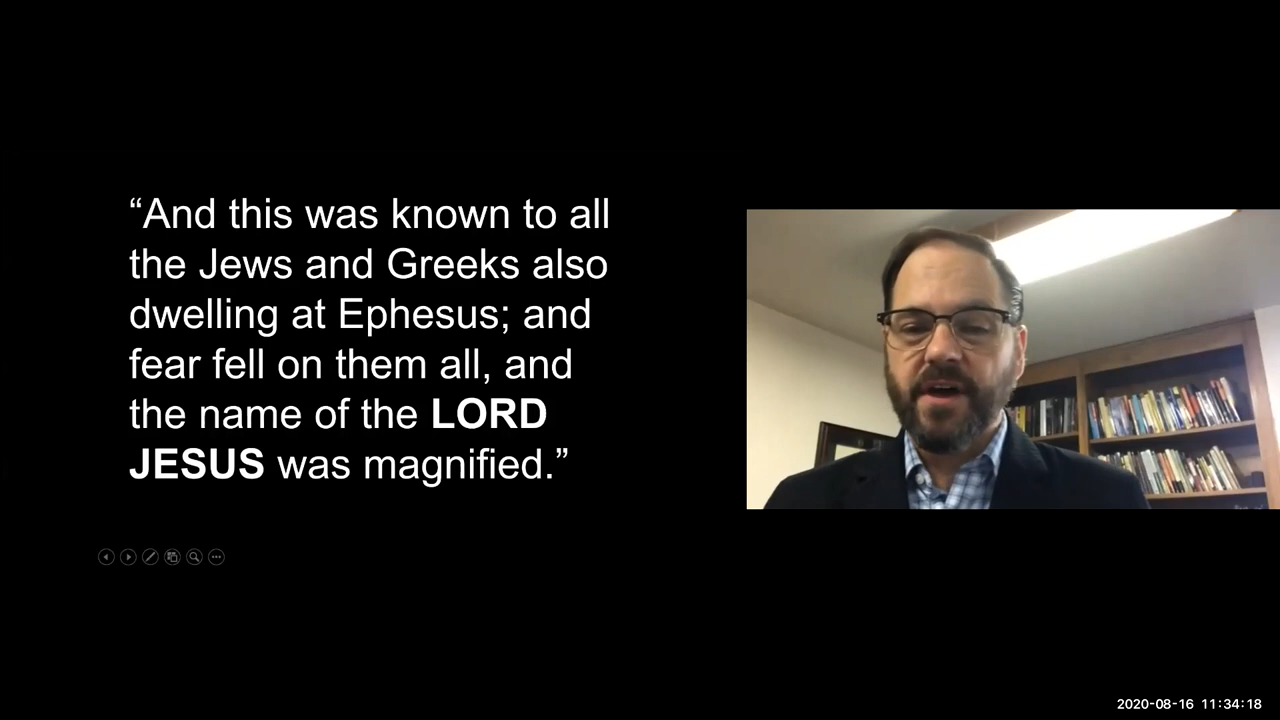 “And this was known to all
the Jews and Greeks also
dwelling at Ephesus; and
fear fell on them all, and
the name of the LORD
JESUS was magnified.”
2020-08-16 11:34:18